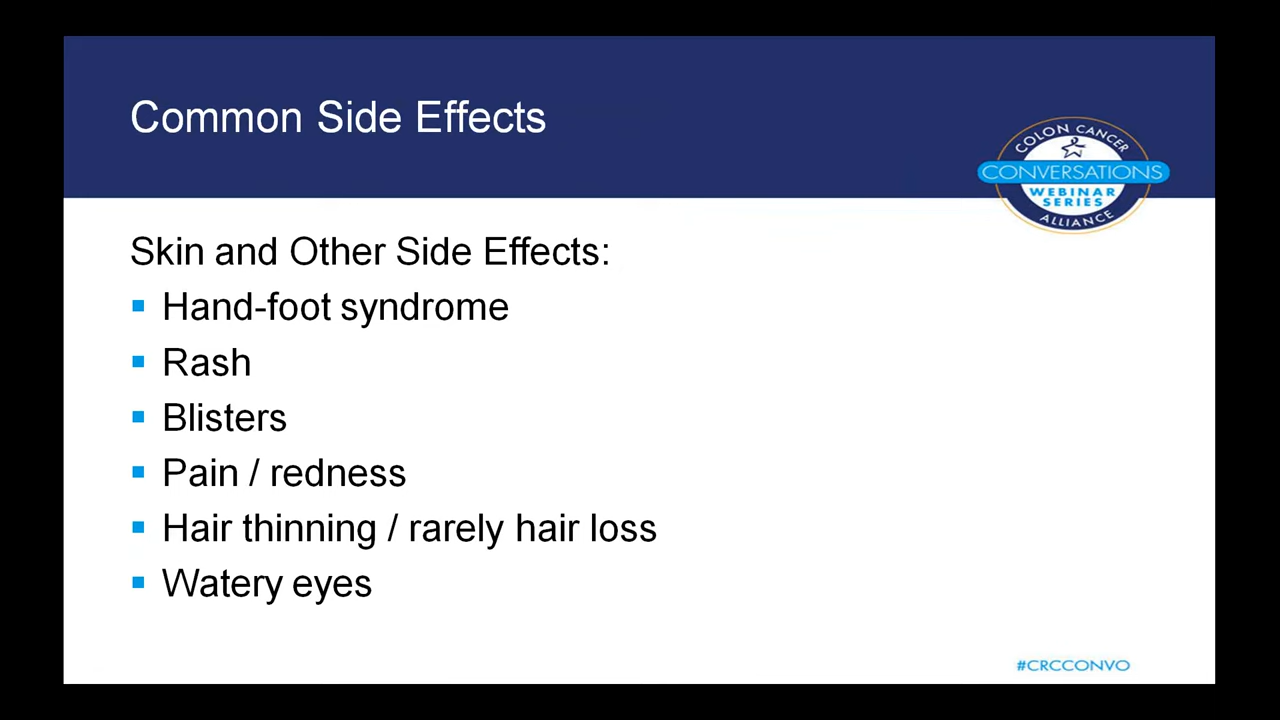 Common Side Effects
COLON CANCER
CONVERSATIONS
WEBINAR
SERIES
ALLIANCE
Skin and Other Side Effects:
Hand-foot syndrome
Rash
Blisters
Pain / redness
Hair thinning / rarely hair loss
Watery eyes
#CRCCONVO